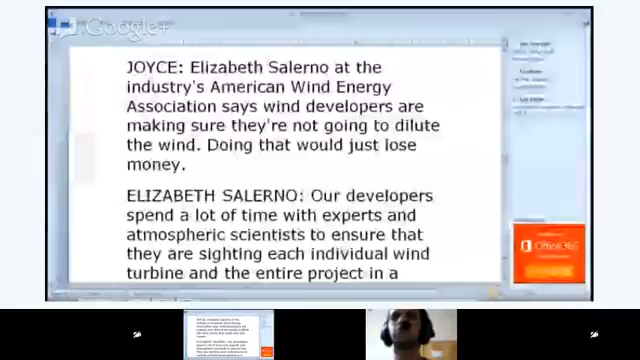 Google+
JOYCE: Elizabeth Salerno at the
industry's American Wind Energy
Association says wind developers are
making sure they're not going to dilute
the wind. Doing that would just lose
money.
ELIZABETH SALERNO: Our developers
spend a lot of time with experts and
atmospheric scientists to ensure that
they are sighting each individual wind
turbine and the entire project in a
Office 365